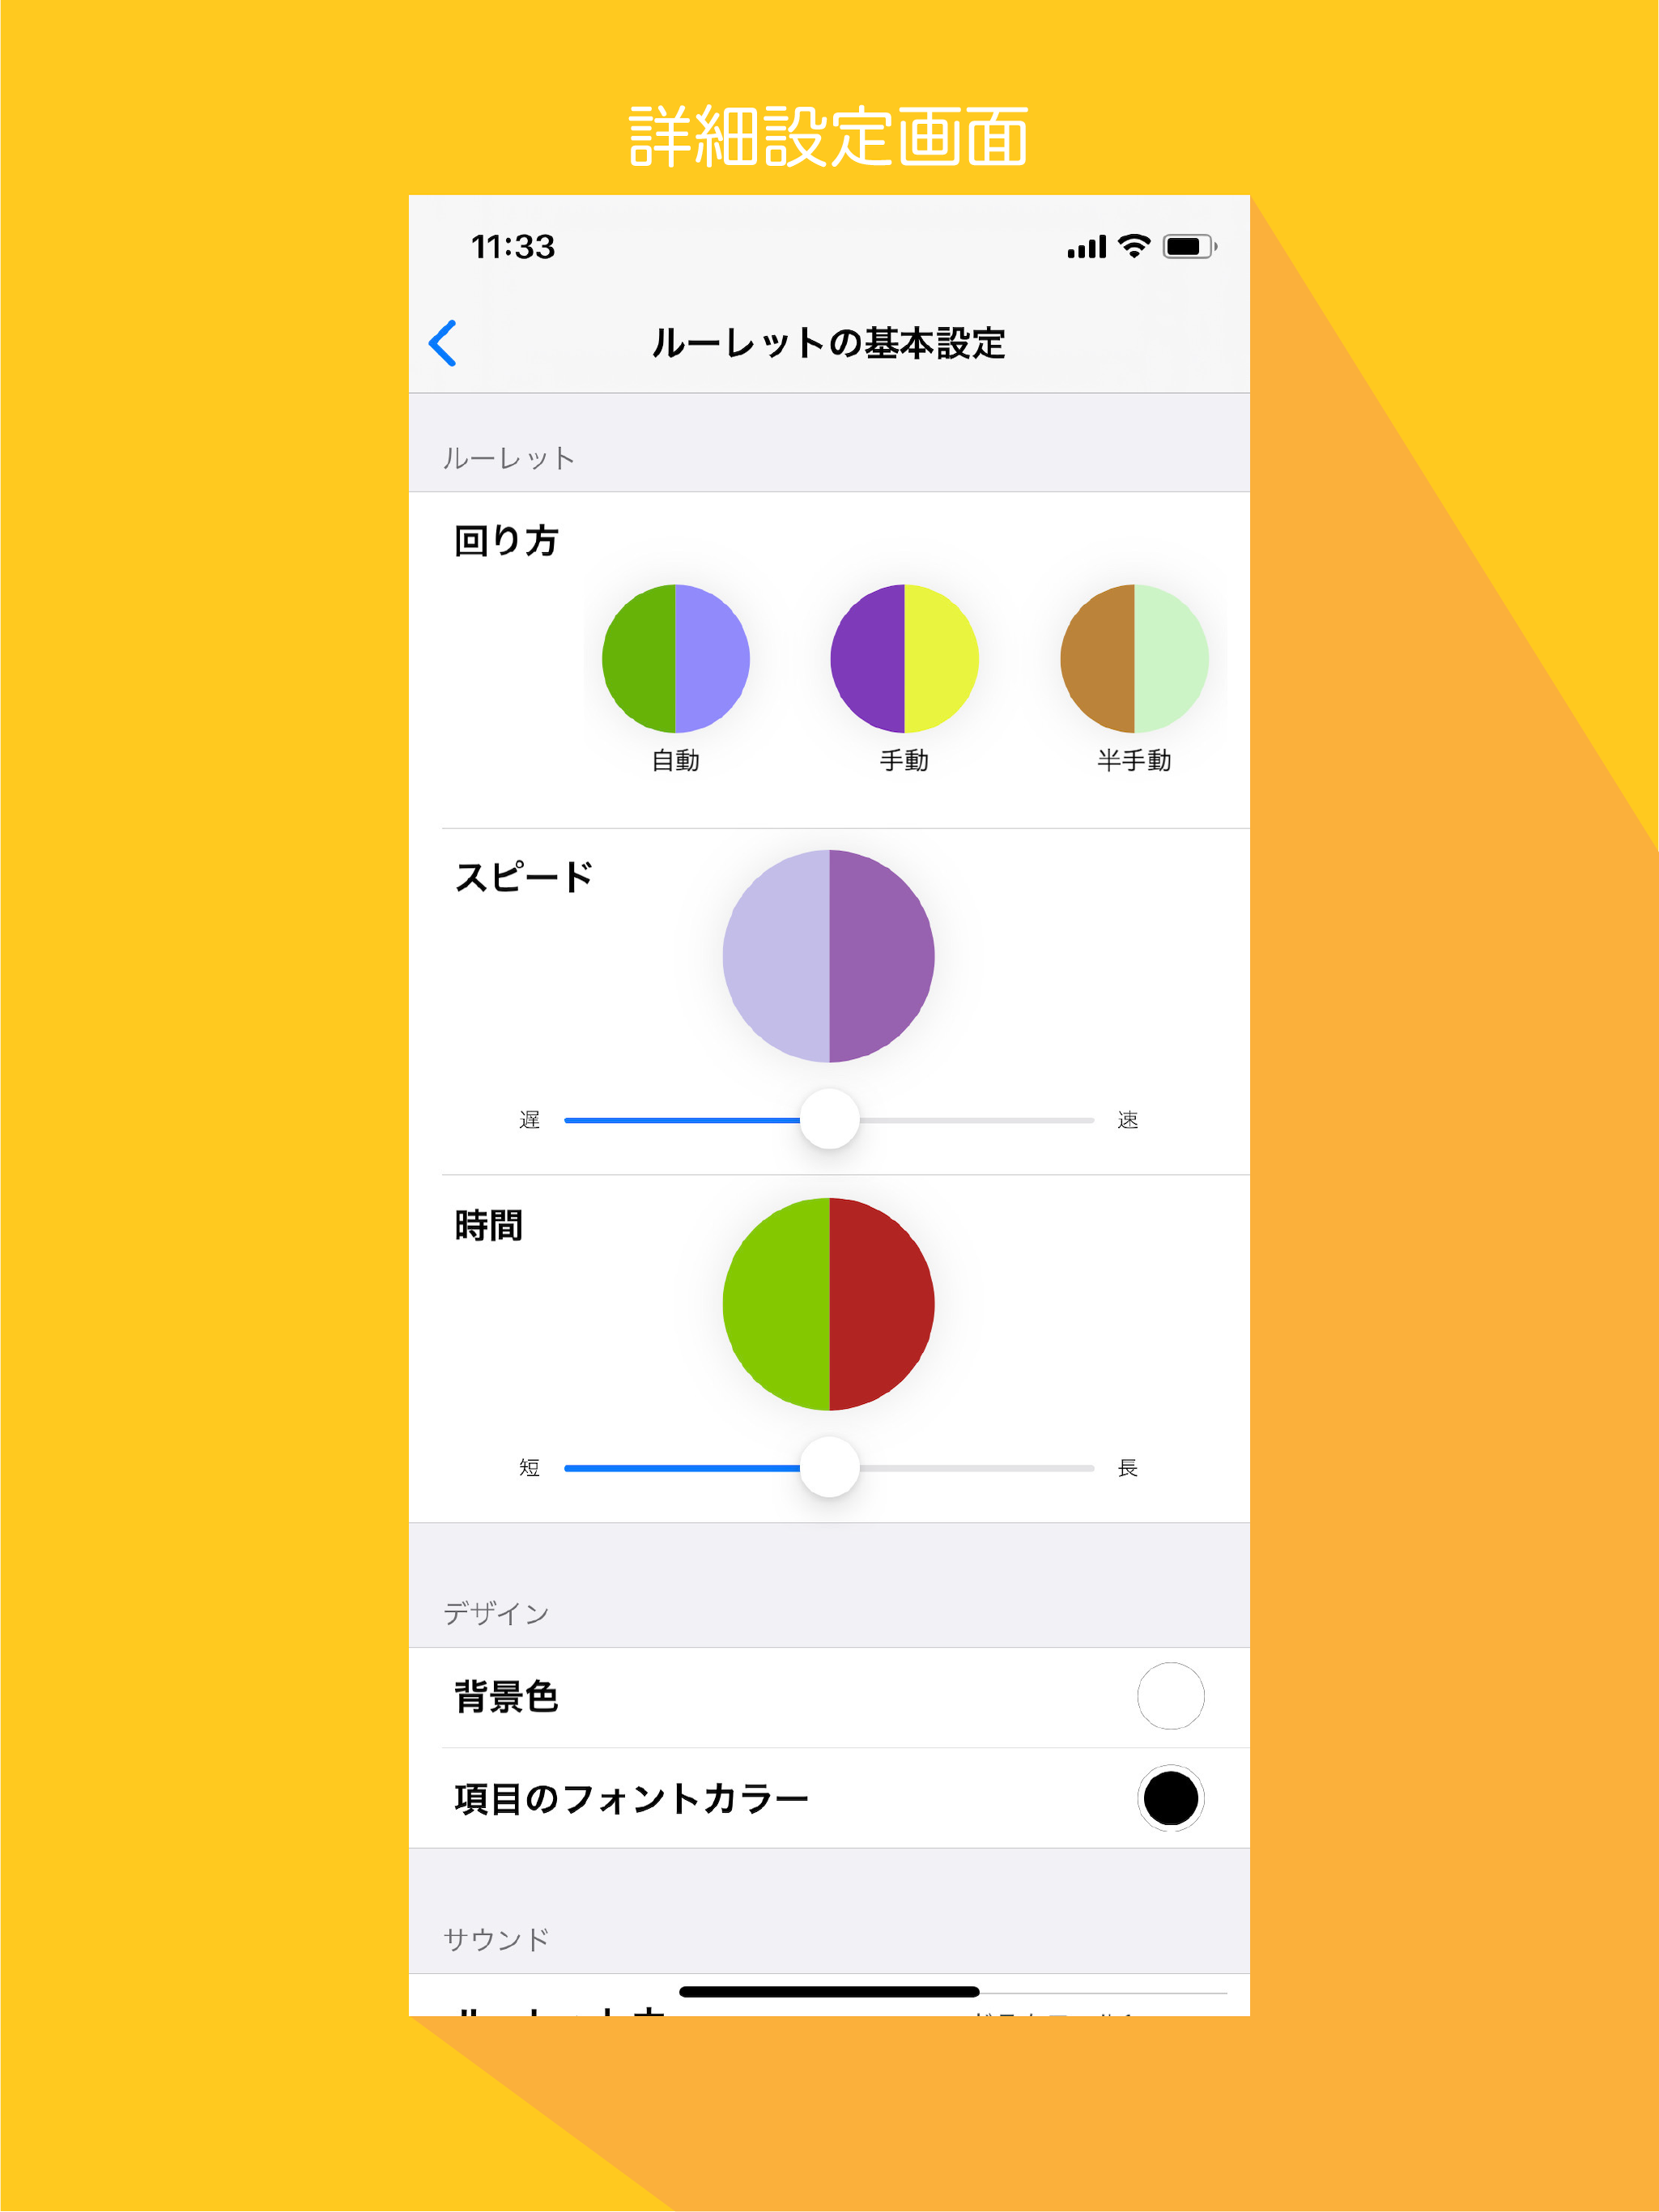 詳細設定画面
11:33
ルーレットの基本設定
ルーレット
回り方
自動 手動 半手動
スピード
遅 速
時間
短 長
デザイン
背景色
項目のフォントカラー
サウンド